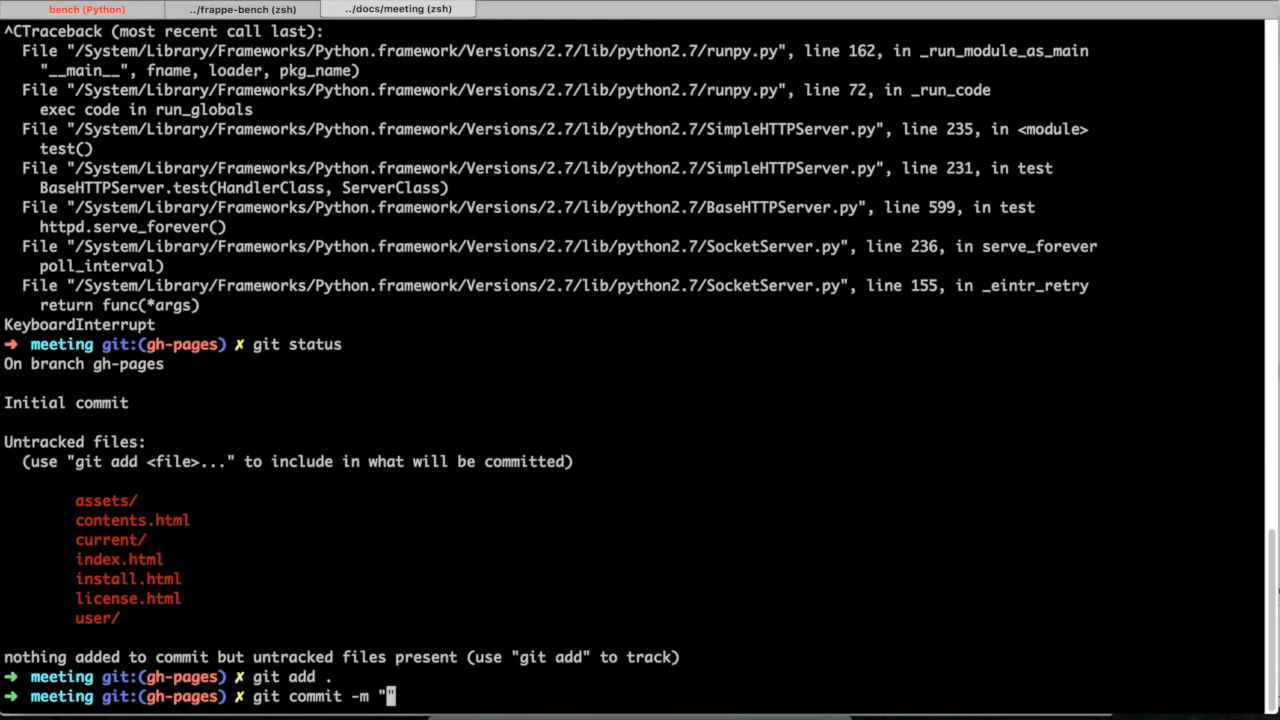 bench (Python) ../frappe-bench (zsh) ../docs/meeting (zsh)
^CTraceback (most recent call last):
File "/System/Library/Frameworks/Python.framework/Versions/2.7/lib/python2.7/runpy.py", line 162, in _run_module_as_main
"__main__", fname, loader, pkg_name)
File "/System/Library/Frameworks/Python.framework/Versions/2.7/lib/python2.7/runpy.py", line 72, in _run_code
exec code in run_globals
File "/System/Library/Frameworks/Python.framework/Versions/2.7/lib/python2.7/SimpleHTTPServer.py", line 235, in <module>
test()
File "/System/Library/Frameworks/Python.framework/Versions/2.7/lib/python2.7/SimpleHTTPServer.py", line 231, in test
BaseHTTPServer.test(HandlerClass, ServerClass)
File "/System/Library/Frameworks/Python.framework/Versions/2.7/lib/python2.7/BaseHTTPServer.py", line 599, in test
httpd.serve_forever()
File "/System/Library/Frameworks/Python.framework/Versions/2.7/lib/python2.7/SocketServer.py", line 236, in serve_forever
poll_interval)
File "/System/Library/Frameworks/Python.framework/Versions/2.7/lib/python2.7/SocketServer.py", line 155, in _eintr_retry
return func(*args)
KeyboardInterrupt
➜ meeting git:(gh-pages) ✗ git status
On branch gh-pages
Initial commit
Untracked files:
(use "git add <file>..." to include in what will be committed)
assets/
contents.html
current/
index.html
install.html
license.html
user/
nothing added to commit but untracked files present (use "git add" to track)
➜ meeting git:(gh-pages) ✗ git add .
➜ meeting git:(gh-pages) ✗ git commit -m ""